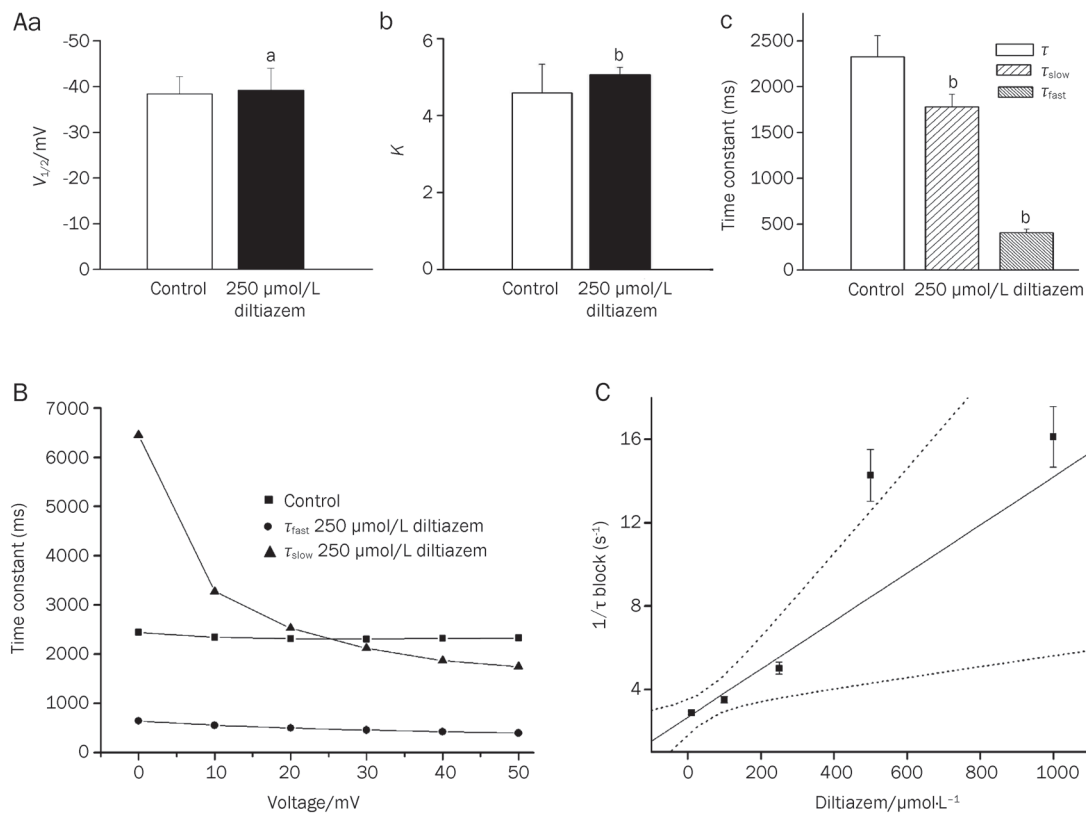 Aa
-50
-40
-30
-20
-10
0
V1/2/mV
a
Control
250 µmol/L
diltiazem
b
6
4
2
0
K
b
Control
250 µmol/L
diltiazem
c
2500
2000
1500
1000
500
0
Time constant (ms)
τ
τslow
τfast
b
b
Control
250 µmol/L diltiazem
B
7000
6000
5000
4000
3000
2000
1000
0
Time constant (ms)
Control
τfast 250 µmol/L diltiazem
τslow 250 µmol/L diltiazem
0 10 20 30 40 50
Voltage/mV
C
16
12
8
4
1/τ block (s⁻¹)
0 200 400 600 800 1000
Diltiazem/µmol·L⁻¹